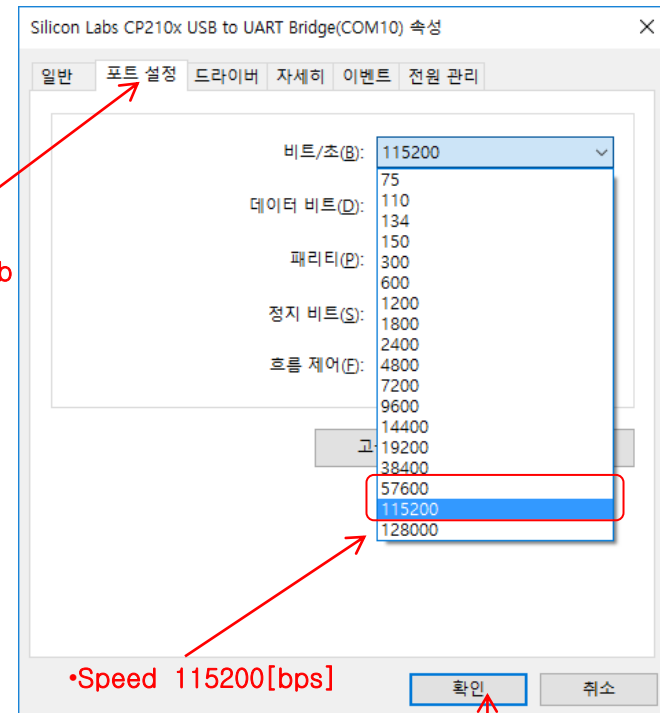 Silicon Labs CP210x USB to UART Bridge(COM10) 속성
일반 포트 설정 드라이버 자세히 이벤트 전원 관리
비트/초(B): 115200
75
데이터 비트(D): 110
134
150
패리티(P): 300
600
정지 비트(S): 1200
1800
2400
흐름 제어(F): 4800
7200
9600
14400
고 19200
38400
57600
115200
128000
b
•Speed 115200[bps]
확인 취소